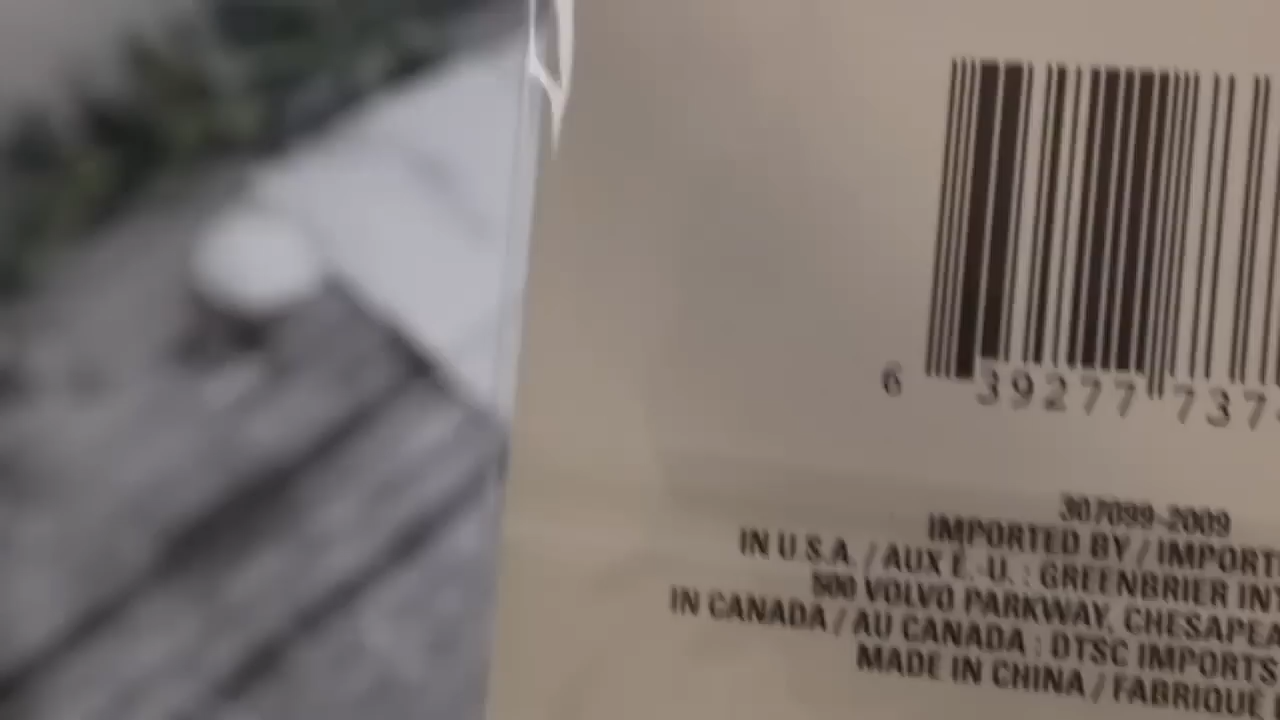 6 39277 737
307099-2009
IMPORTED BY / IMPORT
IN U.S.A. / AUX É.-U. : GREENBRIER INT
500 VOLVO PARKWAY, CHESAPEA
IN CANADA / AU CANADA : DTSC IMPORTS
MADE IN CHINA / FABRIQUÉ